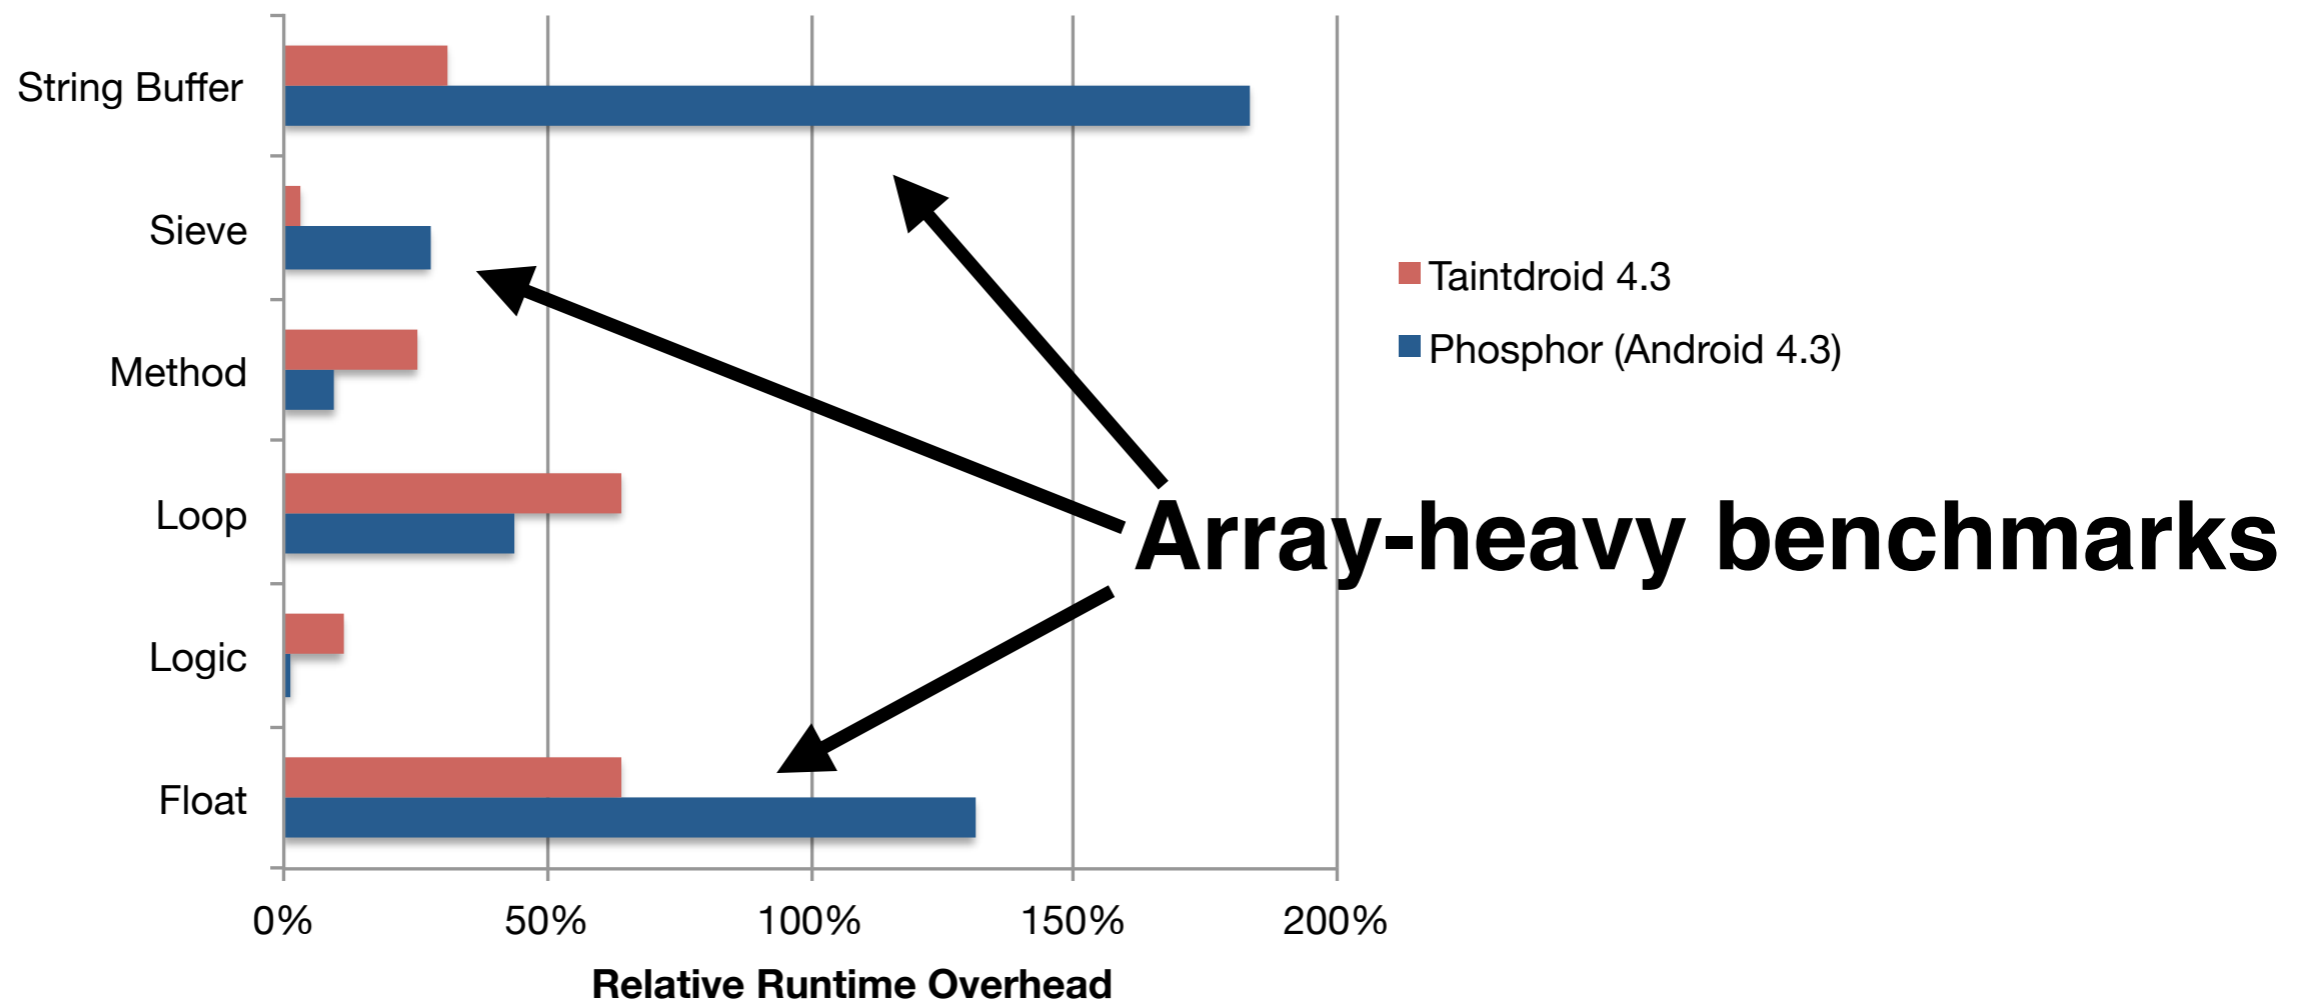 String Buffer
Sieve
Method
Loop
Logic
Float
0%
50%
100%
150%
200%
Relative Runtime Overhead
Taintdroid 4.3
Phosphor (Android 4.3)
Array-heavy benchmarks